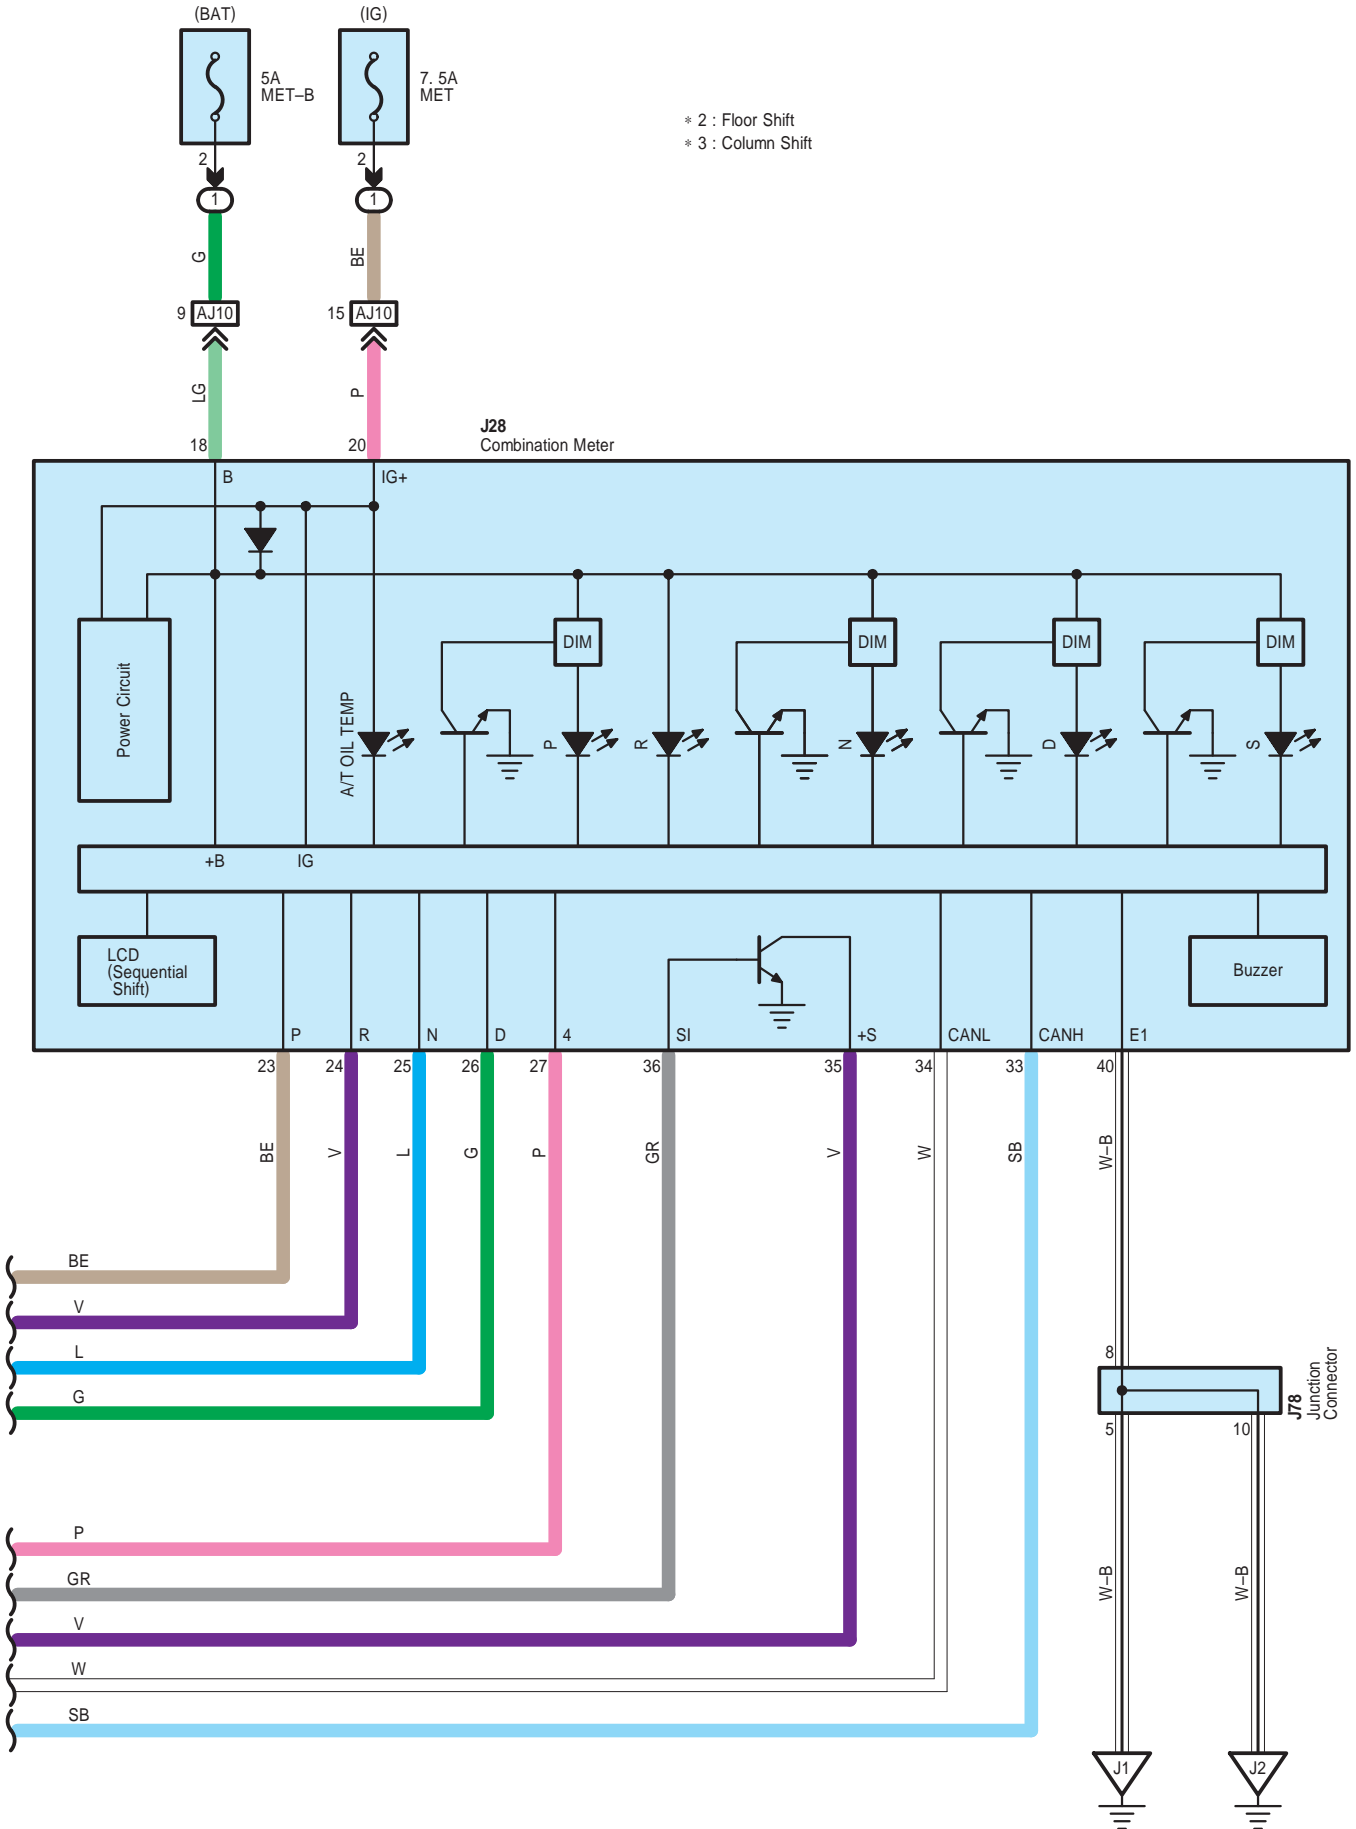 (BAT)
(IG)
5A
MET–B
7. 5A
MET
* 2 : Floor Shift
* 3 : Column Shift
2
2
1
1
G
BE
9
AJ10
15
AJ10
LG
P
J28
Combination Meter
18
20
B
IG+
Power Circuit
A/T OIL TEMP
DIM
DIM
DIM
DIM
P
R
N
D
S
+B
IG
LCD
(Sequential
Shift)
Buzzer
P
R
N
D
4
SI
+S
CANL
CANH
E1
23
24
25
26
27
36
35
34
33
40
BE
V
L
G
P
GR
V
W
SB
W–B
BE
V
L
G
8
J78
Junction
Connector
5
10
P
GR
V
W
SB
W–B
W–B
J1
J2